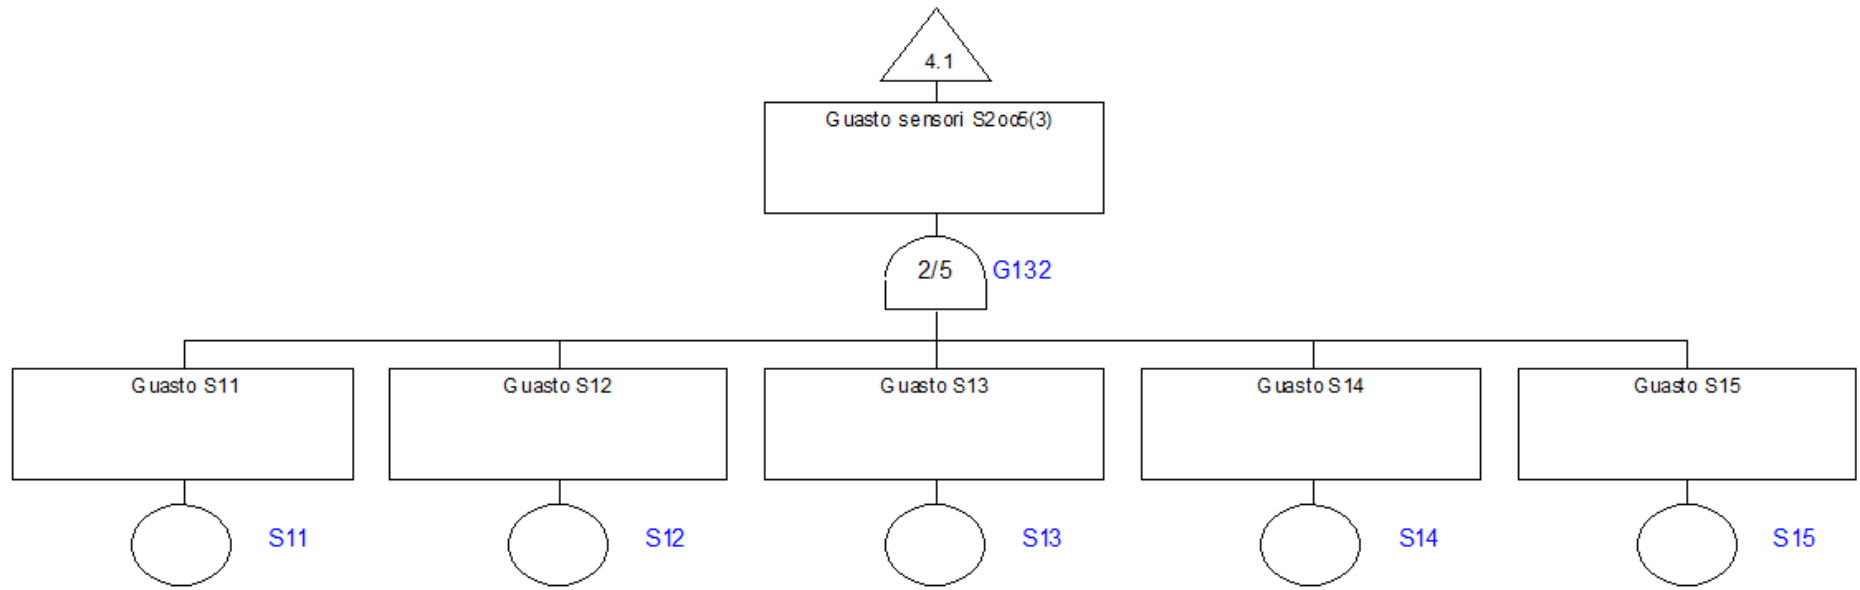 4.1
Guasto sensori S2oo5(3)
2/5 G132
Guasto S11 Guasto S12 Guasto S13 Guasto S14 Guasto S15
S11 S12 S13 S14 S15